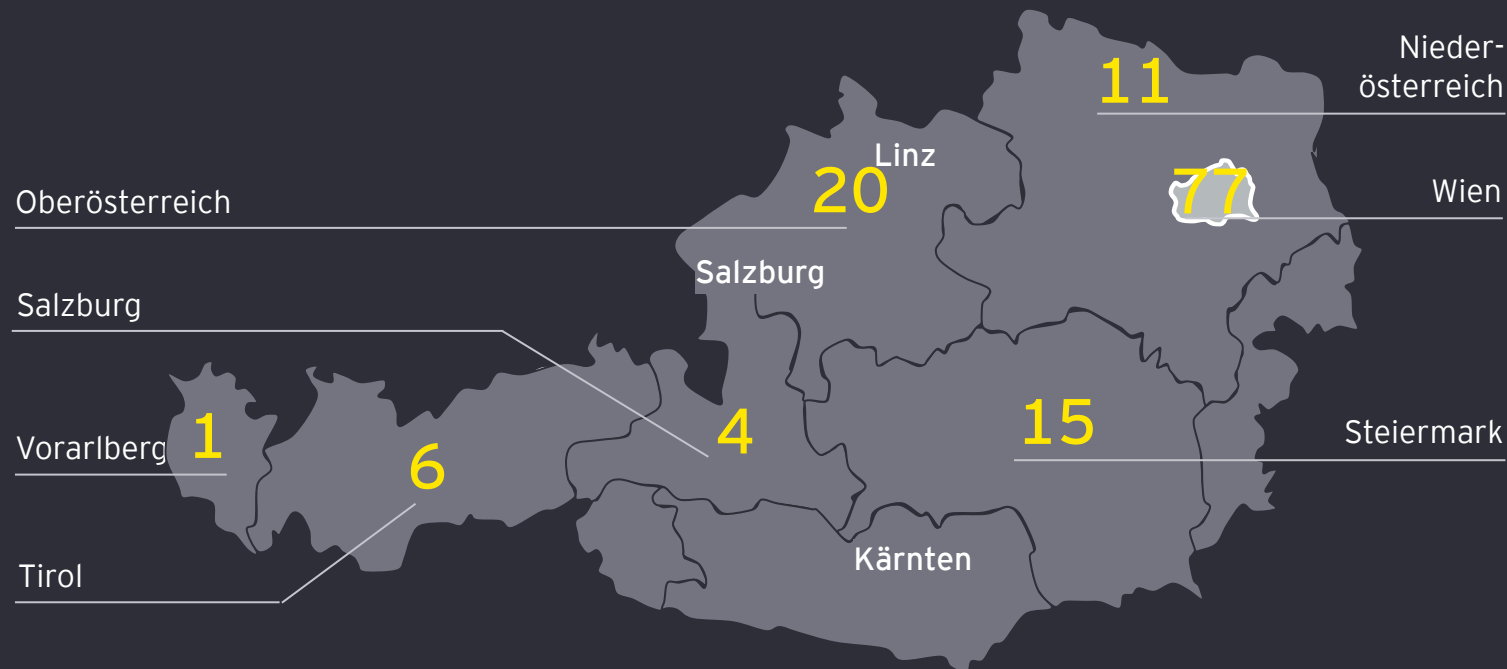 Nieder-
österreich
11
Linz
20
77
Oberösterreich
Wien
Salzburg
Salzburg
1
4
15
Vorarlberg
Steiermark
6
Kärnten
Tirol